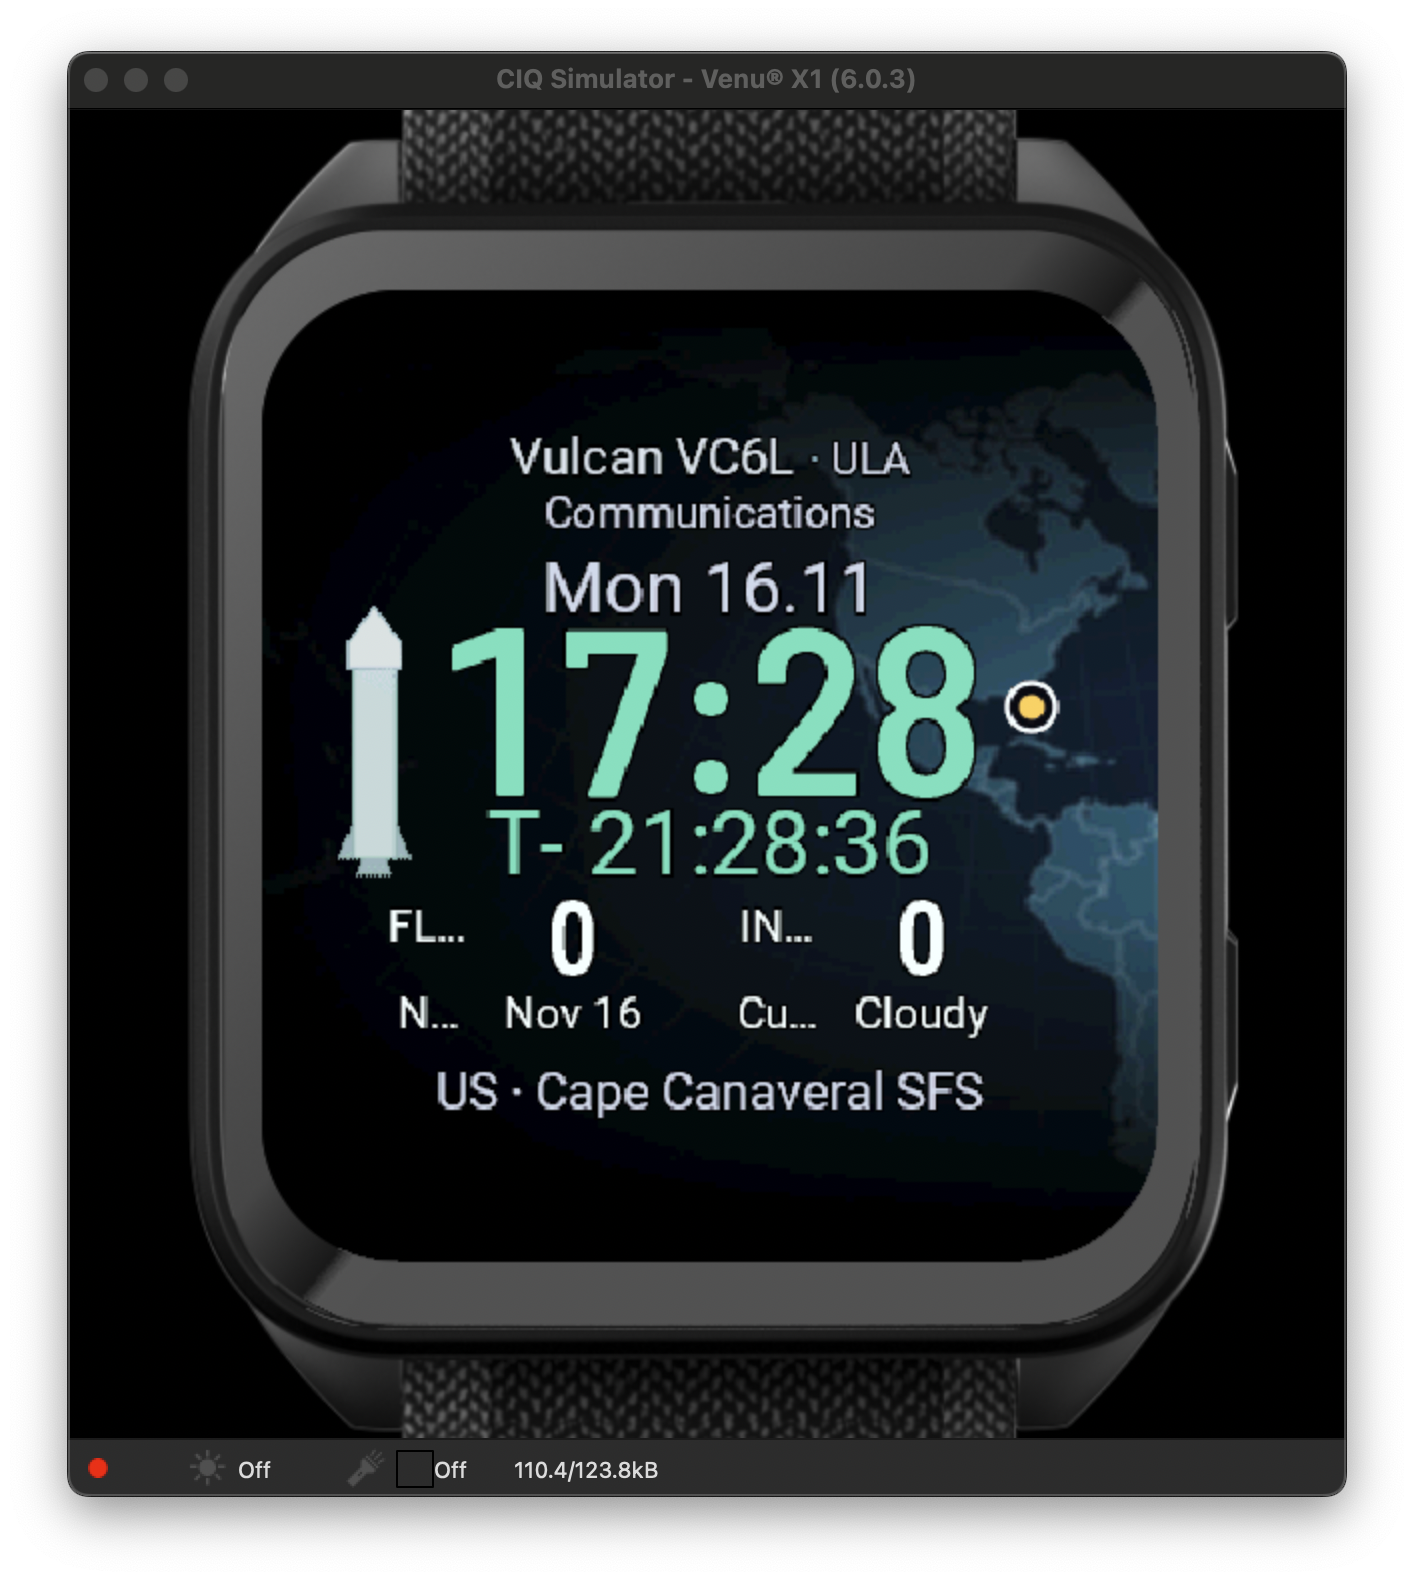 CIQ Simulator - Venu® X1 (6.0.3)
Vulcan VC6L · ULA
Communications
Mon 16.11
17:28
T- 21:28:36
FL... 0 IN... 0
N... Nov 16 Cu... Cloudy
US · Cape Canaveral SFS
Off Off 110.4/123.8kB